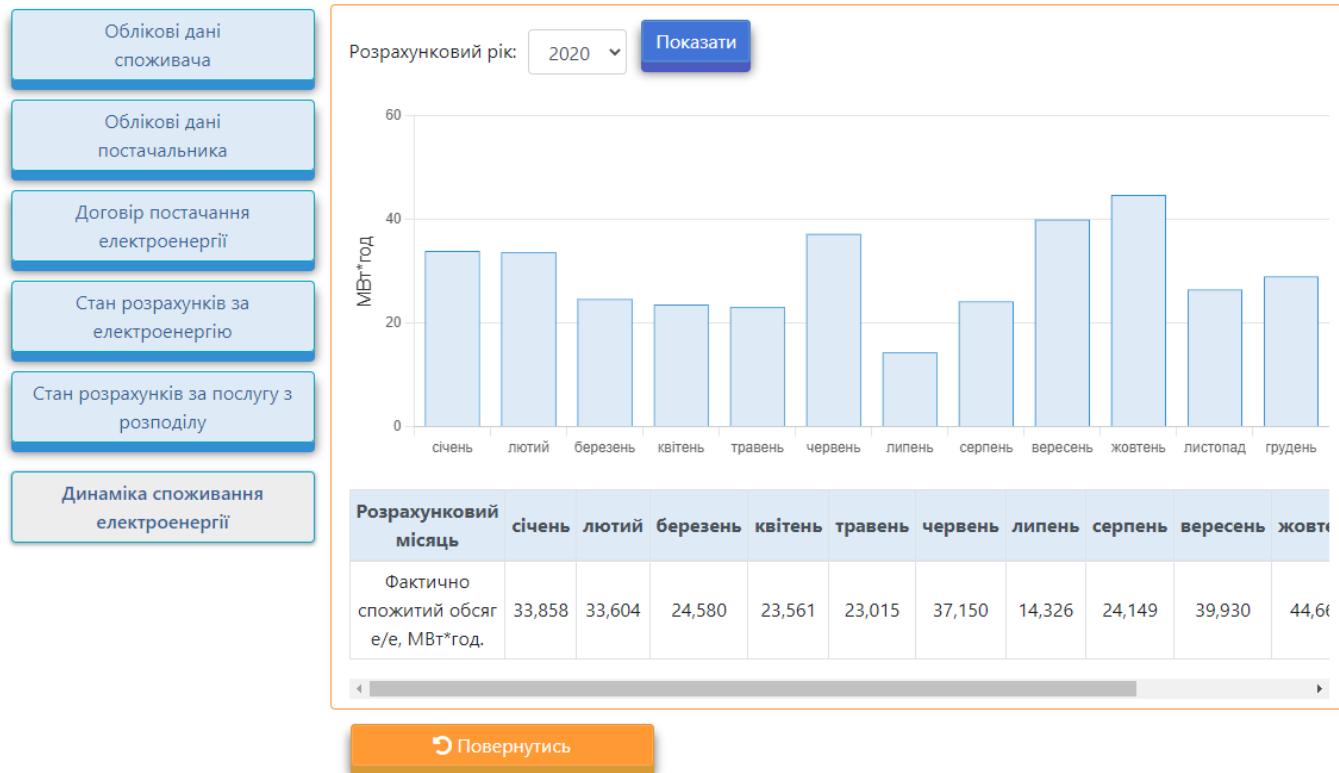 Облікові дані
споживача
Облікові дані
постачальника
Договір постачання
електроенергії
Стан розрахунків за
електроенергію
Стан розрахунків за послугу з
розподілу
Динаміка споживання
електроенергії
Розрахунковий рік: 2020 Показати
МВт*год
60
40
20
0
січень лютий березень квітень травень червень липень серпень вересень жовтень листопад грудень
Розрахунковий
місяць
січень лютий березень квітень травень червень липень серпень вересень
Фактично
спожитий обсяг
е/е, МВт*год.
33,858 33,604 24,580 23,561 23,015 37,150 14,326 24,149 39,930
Повернутись